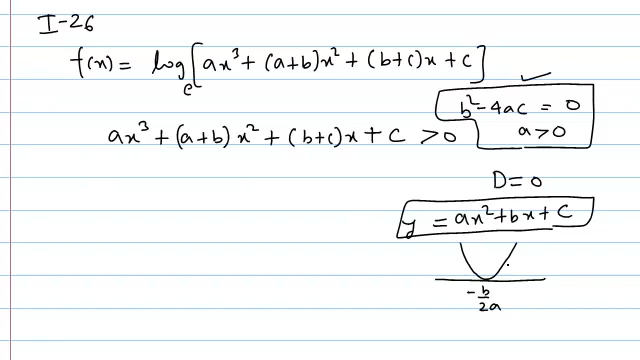 I-26
f(x) = log_e [ax³ + (a+b)x² + (b+c)x + c]
b² - 4ac = 0
a > 0
ax³ + (a+b)x² + (b+c)x + c > 0
D = 0
y = ax² + bx + c
-b/2a